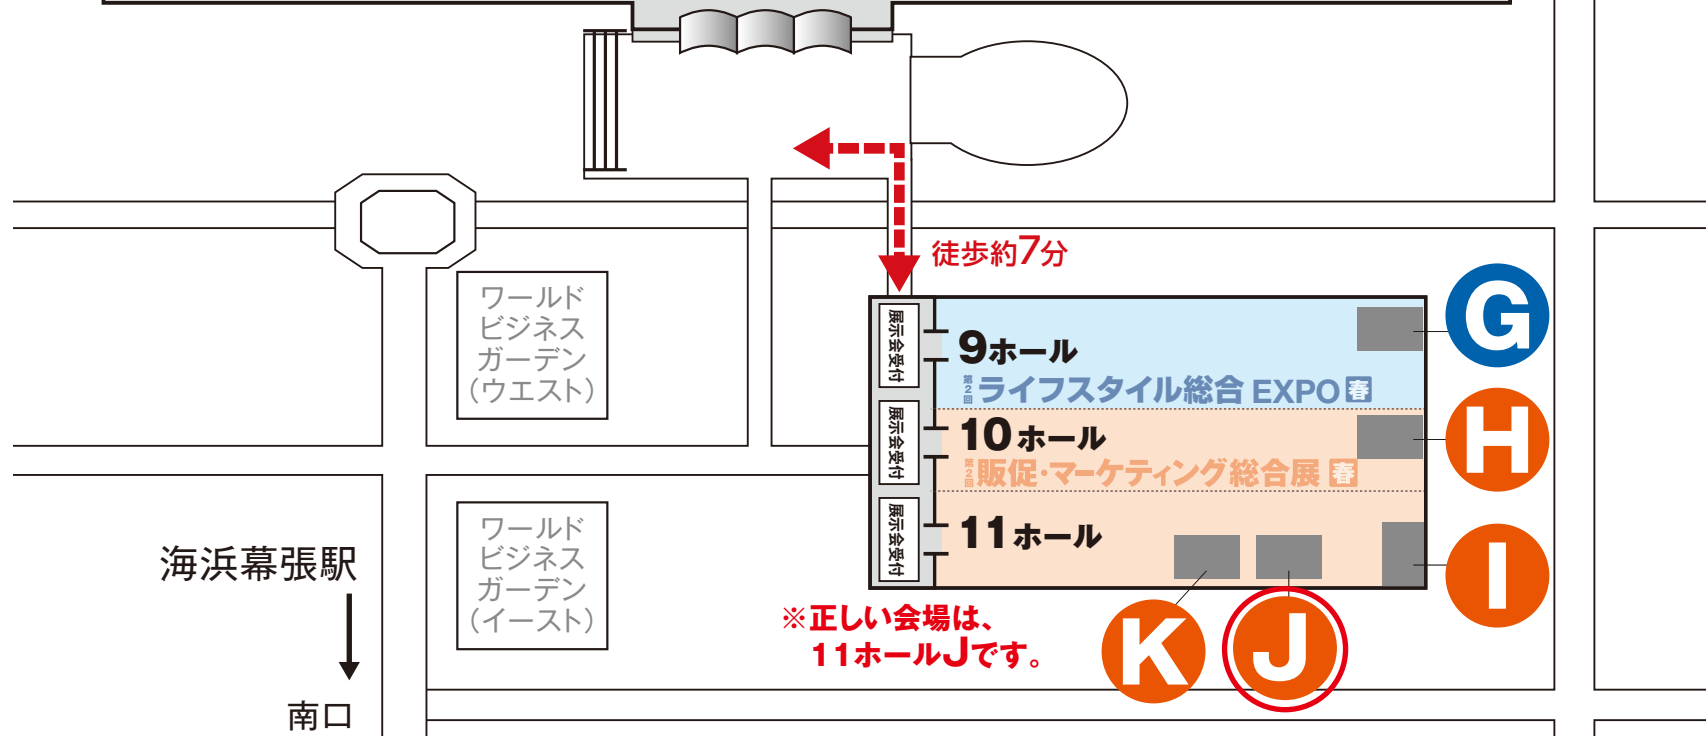 徒歩約7分
ワールド
ビジネス
ガーデン
(ウエスト)
展示会受付
9ホール
第2回ライフスタイル総合 EXPO 春
G
展示会受付
10ホール
第2回販促・マーケティング総合展 春
H
展示会受付
11ホール
I
ワールド
ビジネス
ガーデン
(イースト)
海浜幕張駅
南口
※正しい会場は、
11ホールJです。
K
J